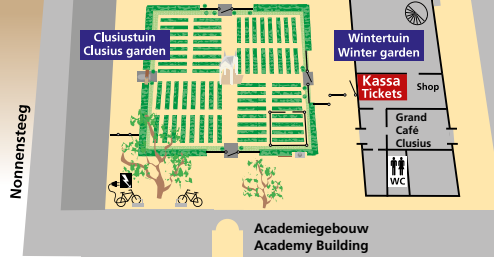 Clusiustuin
Clusius garden
Wintertuin
Winter garden
Kassa
Tickets
Shop
Grand
Café
Clusius
WC
Nonnensteeg
Academiegebouw
Academy Building